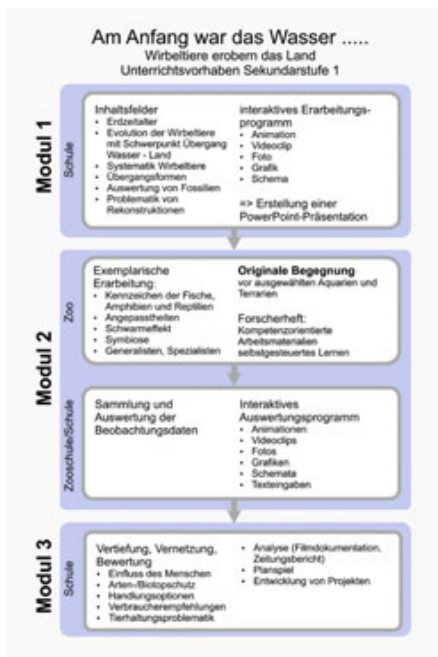 Am Anfang war das Wasser .....
Wirbeltiere erobern das Land
Unterrichtsvorhaben Sekundarstufe 1
Modul 1
Schule
Inhaltsfelder
• Erdzeitalter
• Evolution der Wirbeltiere
mit Schwerpunkt Übergang
Wasser - Land
• Systematik Wirbeltiere
• Übergangsformen
• Auswertung von Fossilien
• Problematik von
Rekonstruktionen
interaktives Erarbeitungs-
programm
• Animation
• Videoclip
• Foto
• Grafik
• Schema
=> Erstellung einer
PowerPoint-Präsentation
Modul 2
Zoo
Exemplarische
Erarbeitung:
• Kennzeichen der Fische,
Amphibien und Reptilien
• Angepasstheiten
• Schwarmeffekt
• Symbiose
• Generalisten, Spezialisten
Originale Begegnung
vor ausgewählten Aquarien und
Terrarien
Forscherheft:
Kompetenzorientierte
Arbeitsmaterialien
selbstgesteuertes Lernen
Zooschule/Schule
Sammlung und
Auswertung der
Beobachtungsdaten
Interaktives
Auswertungsprogramm
• Animationen
• Videoclips
• Fotos
• Grafiken
• Schemata
• Texteingaben
Modul 3
Schule
Vertiefung, Vernetzung,
Bewertung
• Einfluss des Menschen
• Arten-/Biotopschutz
• Handlungsoptionen
• Verbraucherempfehlungen
• Tierhaltungsproblematik
• Analyse (Filmdokumentation,
Zeitungsbericht)
• Planspiel
• Entwicklung von Projekten